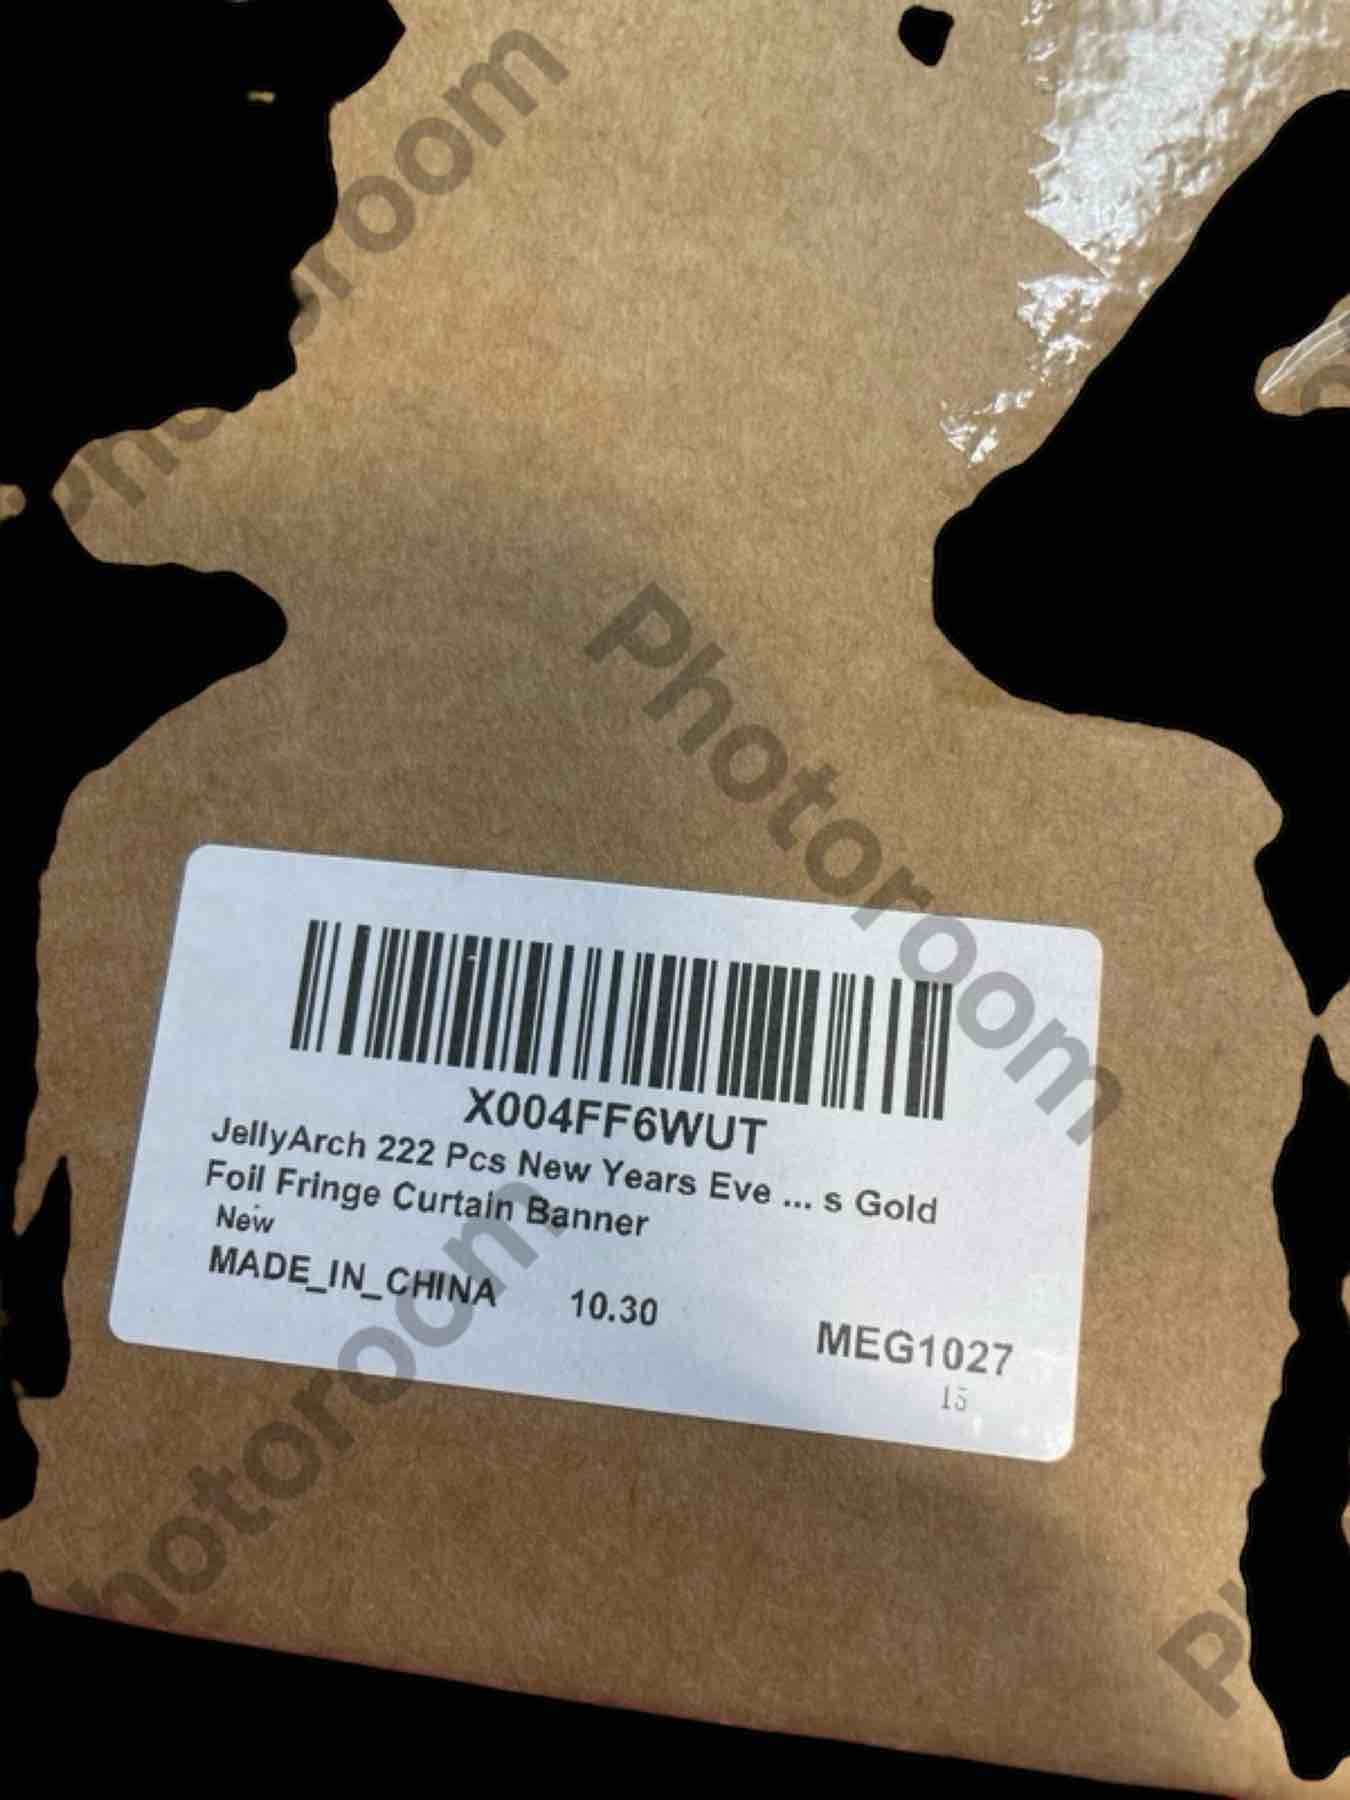 Photoroom
Photoroom
X004FF6WUT
JellyArch 222 Pcs New Years Eve ... s Gold
Foil Fringe Curtain Banner
New
MADE_IN_CHINA 10.30
MEG1027
15
Photoroom